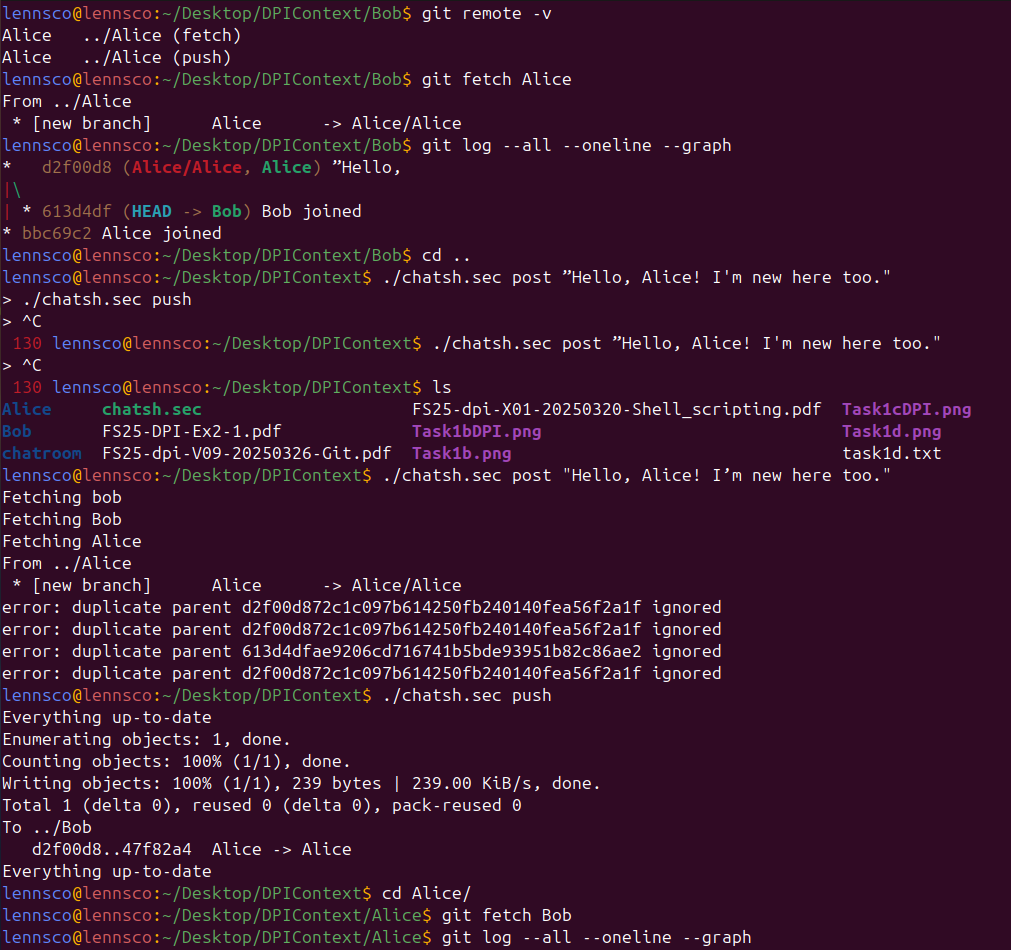 lennsco@lennsco:~/Desktop/DPIContext/Bob$ git remote -v
Alice   ../Alice (fetch)
Alice   ../Alice (push)
lennsco@lennsco:~/Desktop/DPIContext/Bob$ git fetch Alice
From ../Alice
 * [new branch]      Alice      -> Alice/Alice
lennsco@lennsco:~/Desktop/DPIContext/Bob$ git log --all --oneline --graph
*   d2f00d8 (Alice/Alice, Alice) ”Hello,
|\
| * 613d4df (HEAD -> Bob) Bob joined
* bbc69c2 Alice joined
lennsco@lennsco:~/Desktop/DPIContext/Bob$ cd ..
lennsco@lennsco:~/Desktop/DPIContext$ ./chatsh.sec post ”Hello, Alice! I'm new here too."
> ./chatsh.sec push
> ^C
 130 lennsco@lennsco:~/Desktop/DPIContext$ ./chatsh.sec post ”Hello, Alice! I'm new here too."
> ^C
 130 lennsco@lennsco:~/Desktop/DPIContext$ ls
Alice     chatsh.sec                     FS25-dpi-X01-20250320-Shell_scripting.pdf  Task1cDPI.png
Bob       FS25-DPI-Ex2-1.pdf             Task1bDPI.png                              Task1d.png
chatroom  FS25-dpi-V09-20250326-Git.pdf  Task1b.png                                 task1d.txt
lennsco@lennsco:~/Desktop/DPIContext$ ./chatsh.sec post "Hello, Alice! I’m new here too."
Fetching bob
Fetching Bob
Fetching Alice
From ../Alice
 * [new branch]      Alice      -> Alice/Alice
error: duplicate parent d2f00d872c1c097b614250fb240140fea56f2a1f ignored
error: duplicate parent d2f00d872c1c097b614250fb240140fea56f2a1f ignored
error: duplicate parent 613d4dfae9206cd716741b5bde93951b82c86ae2 ignored
error: duplicate parent d2f00d872c1c097b614250fb240140fea56f2a1f ignored
lennsco@lennsco:~/Desktop/DPIContext$ ./chatsh.sec push
Everything up-to-date
Enumerating objects: 1, done.
Counting objects: 100% (1/1), done.
Writing objects: 100% (1/1), 239 bytes | 239.00 KiB/s, done.
Total 1 (delta 0), reused 0 (delta 0), pack-reused 0
To ../Bob
   d2f00d8..47f82a4  Alice -> Alice
Everything up-to-date
lennsco@lennsco:~/Desktop/DPIContext$ cd Alice/
lennsco@lennsco:~/Desktop/DPIContext/Alice$ git fetch Bob
lennsco@lennsco:~/Desktop/DPIContext/Alice$ git log --all --oneline --graph